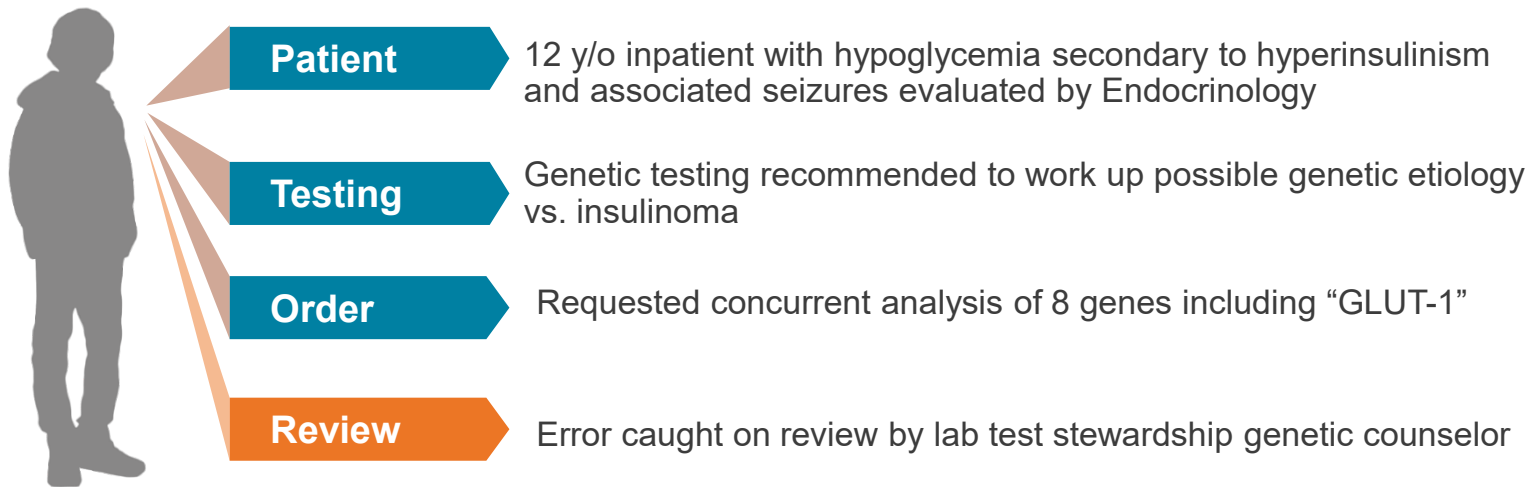 Patient
12 y/o inpatient with hypoglycemia secondary to hyperinsulinism
and associated seizures evaluated by Endocrinology
Testing
Genetic testing recommended to work up possible genetic etiology
vs. insulinoma
Order
Requested concurrent analysis of 8 genes including “GLUT-1”
Review
Error caught on review by lab test stewardship genetic counselor